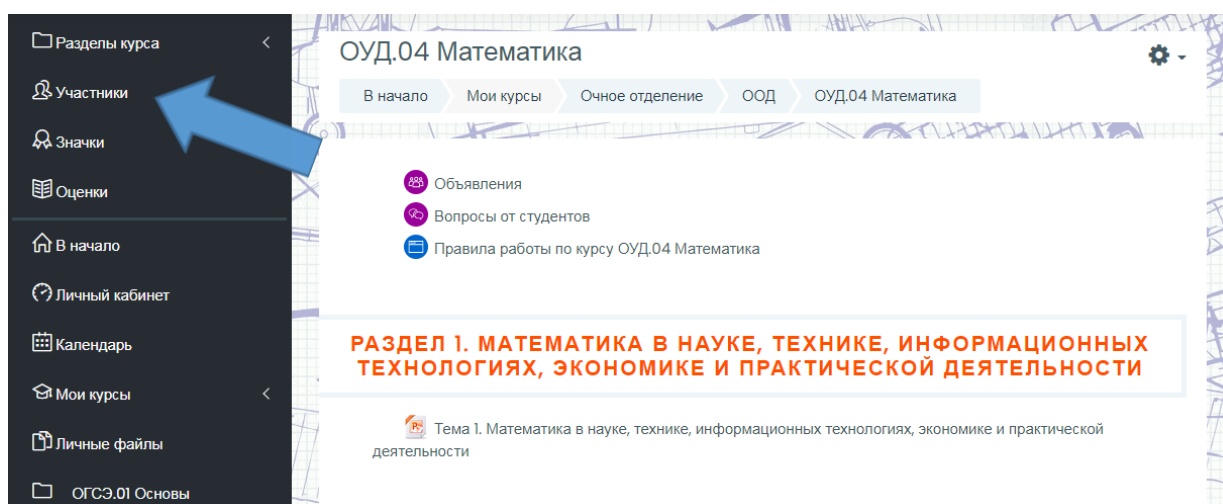 Разделы курса
Участники
Значки
Оценки
В начало
Личный кабинет
Календарь
Мои курсы
Личные файлы
ОГСЭ.01 Основы
ОУД.04 Математика
В начало Мои курсы Очное отделение ООД ОУД.04 Математика
Объявления
Вопросы от студентов
Правила работы по курсу ОУД.04 Математика
РАЗДЕЛ 1. МАТЕМАТИКА В НАУКЕ, ТЕХНИКЕ, ИНФОРМАЦИОННЫХ
ТЕХНОЛОГИЯХ, ЭКОНОМИКЕ И ПРАКТИЧЕСКОЙ ДЕЯТЕЛЬНОСТИ
Тема 1. Математика в науке, технике, информационных технологиях, экономике и практической
деятельности